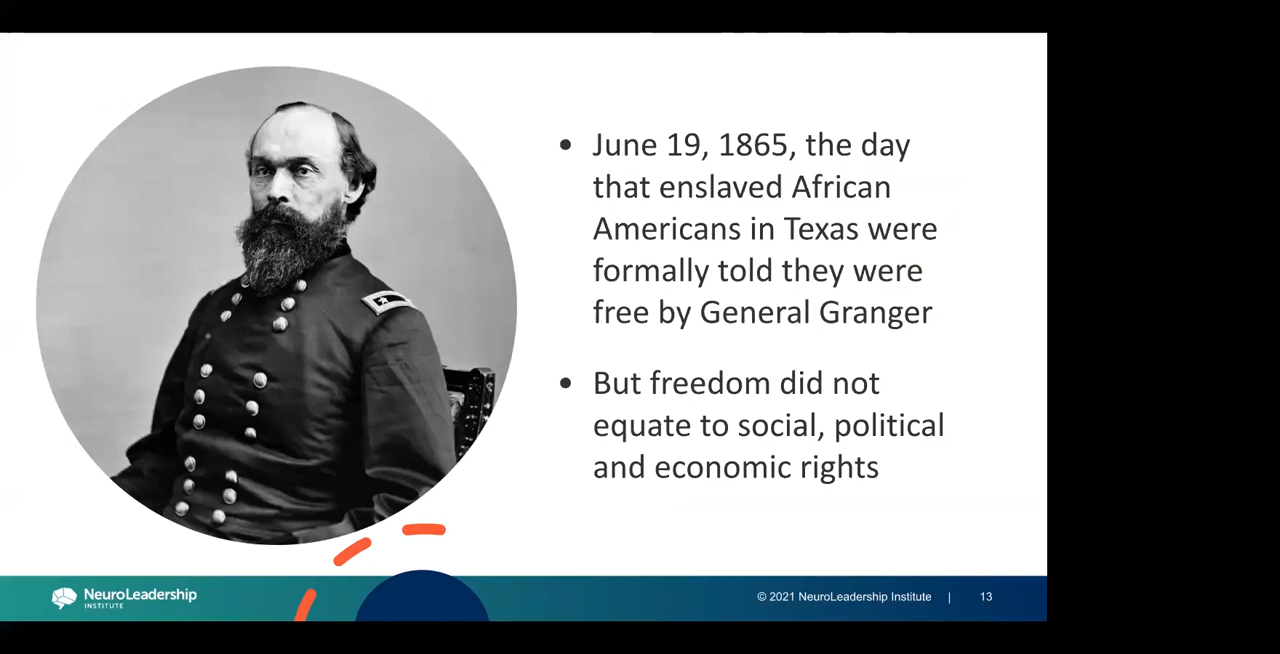 • June 19, 1865, the day
that enslaved African
Americans in Texas were
formally told they were
free by General Granger
• But freedom did not
equate to social, political
and economic rights
NeuroLeadership
INSTITUTE
© 2021 NeuroLeadership Institute | 13